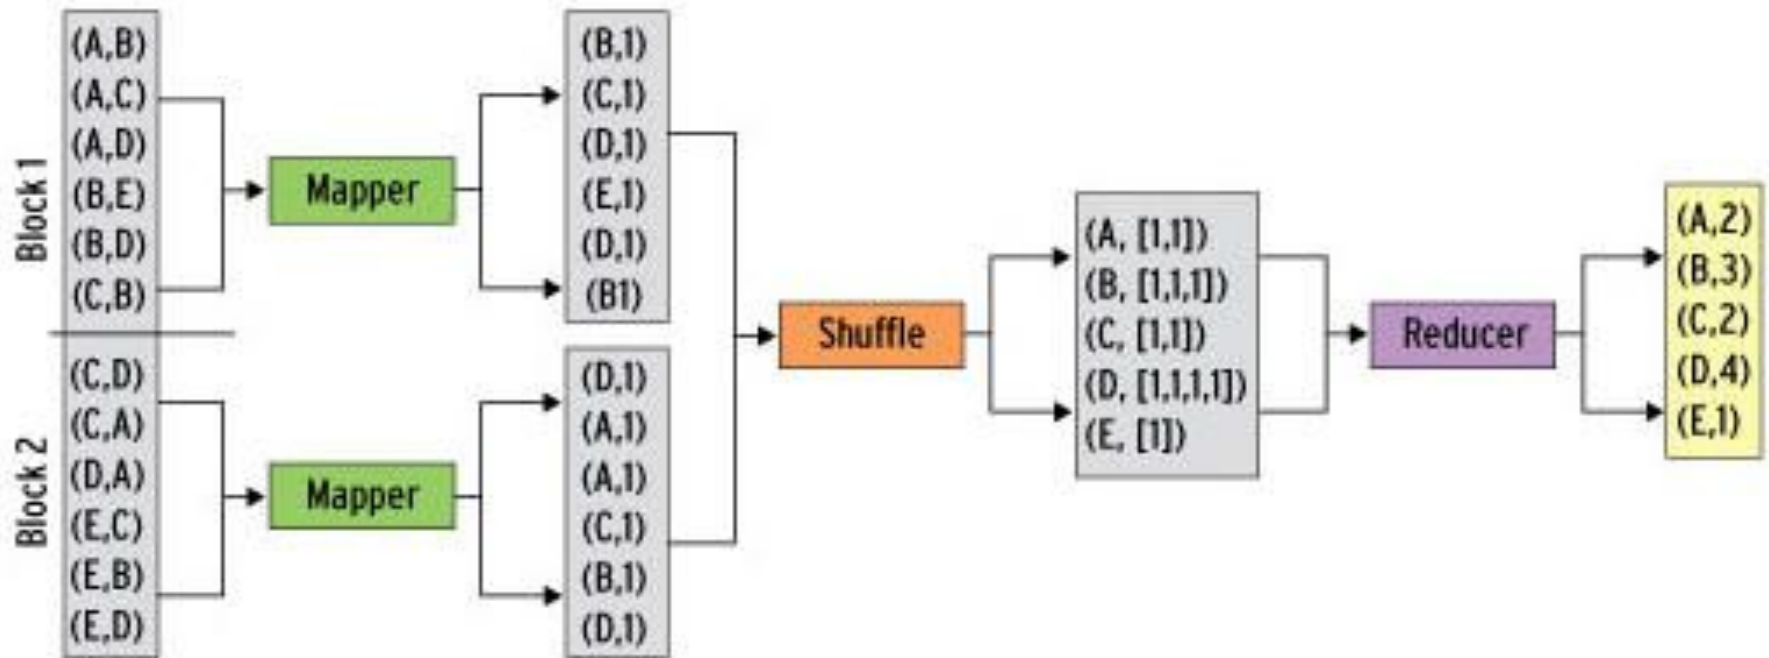 Block 1
(A,B)
(A,C)
(A,D)
(B,E)
(B,D)
(C,B)
Mapper
(B,1)
(C,1)
(D,1)
(E,1)
(D,1)
(B1)
Block 2
(C,D)
(C,A)
(D,A)
(E,C)
(E,B)
(E,D)
Mapper
(D,1)
(A,1)
(A,1)
(C,1)
(B,1)
(D,1)
Shuffle
(A, [1,1])
(B, [1,1,1])
(C, [1,1])
(D, [1,1,1,1])
(E, [1])
Reducer
(A,2)
(B,3)
(C,2)
(D,4)
(E,1)